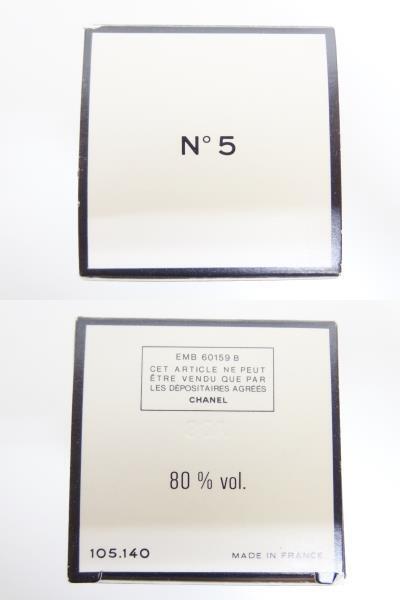 N° 5
EMB 60159 B
CET ARTICLE NE PEUT
ÊTRE VENDU QUE PAR
LES DÉPOSITAIRES AGRÉÉS
CHANEL
80 % vol.
105.140 MADE IN FRANCE